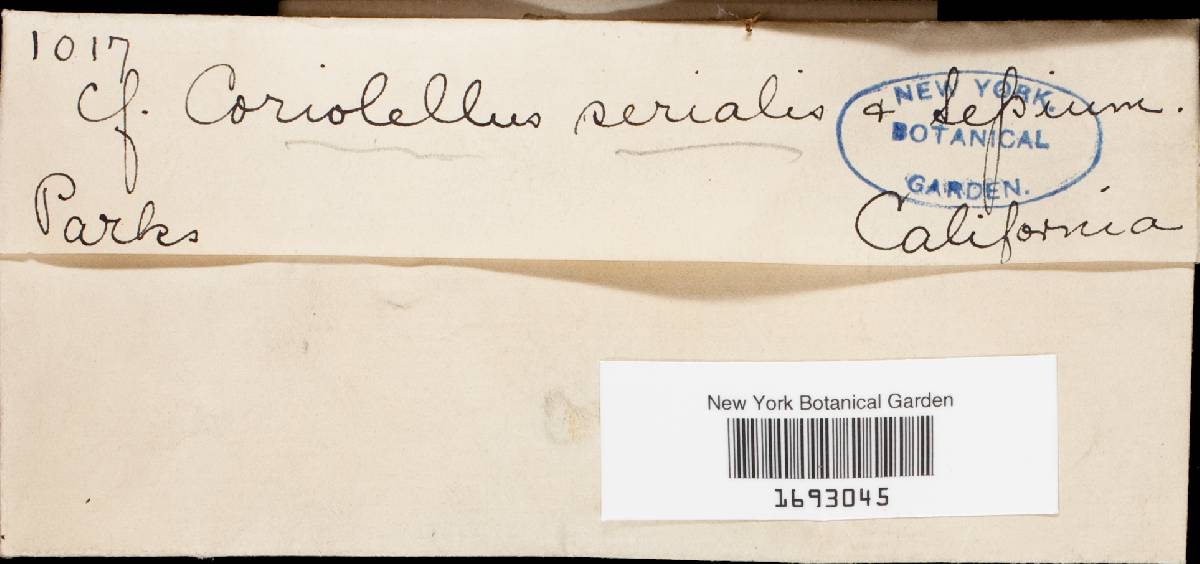 1017
Cf. Coriolellus serialis & sepium.
NEW YORK
BOTANICAL
GARDEN.
Parks
California
New York Botanical Garden
1693045